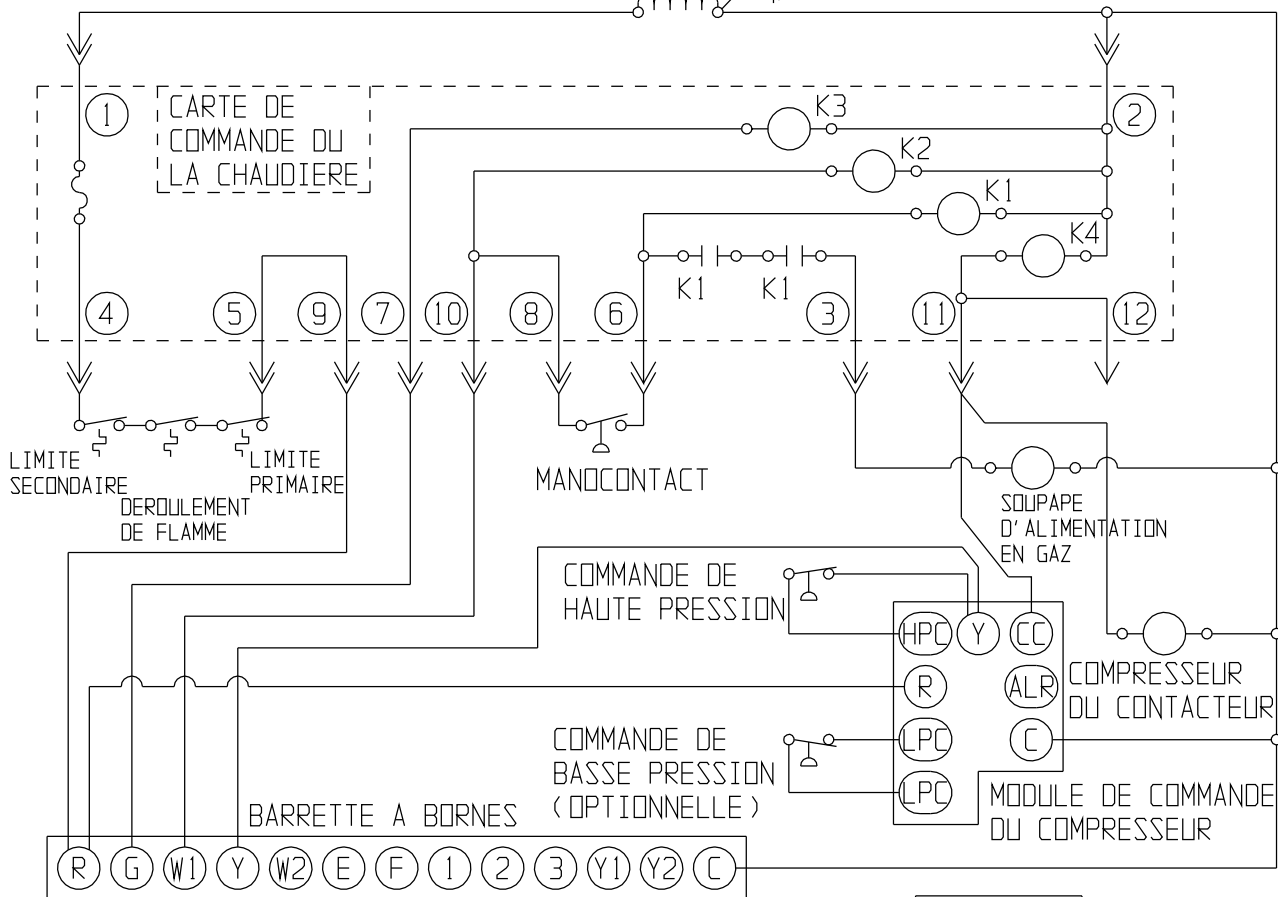 1
CARTE DE
COMMANDE DU
LA CHAUDIERE
K3
2
K2
K1
K4
K1
K1
4
5
9
7
10
8
6
3
11
12
LIMITE
SECONDAIRE
LIMITE
PRIMAIRE
DEROULEMENT
DE FLAMME
MANOCONTACT
SOUPAPE
D'ALIMENTATION
EN GAZ
COMMANDE DE
HAUTE PRESSION
HPC
Y
CC
R
ALR
COMPRESSEUR
DU CONTACTEUR
LPC
C
LPC
COMMANDE DE
BASSE PRESSION
(OPTIONNELLE)
MODULE DE COMMANDE
DU COMPRESSEUR
BARRETTE A BORNES
R G W1 Y W2 E F 1 2 3 Y1 Y2 C